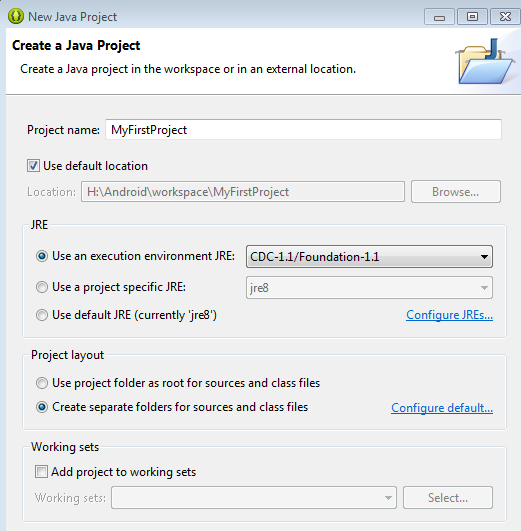 New Java Project
Create a Java Project
Create a Java project in the workspace or in an external location.
Project name: MyFirstProject
Use default location
Location: H:\Android\workspace\MyFirstProject Browse...
JRE
Use an execution environment JRE: CDC-1.1/Foundation-1.1
Use a project specific JRE: jre8
Use default JRE (currently 'jre8') Configure JREs...
Project layout
Use project folder as root for sources and class files
Create separate folders for sources and class files Configure default...
Working sets
Add project to working sets
Working sets: Select...